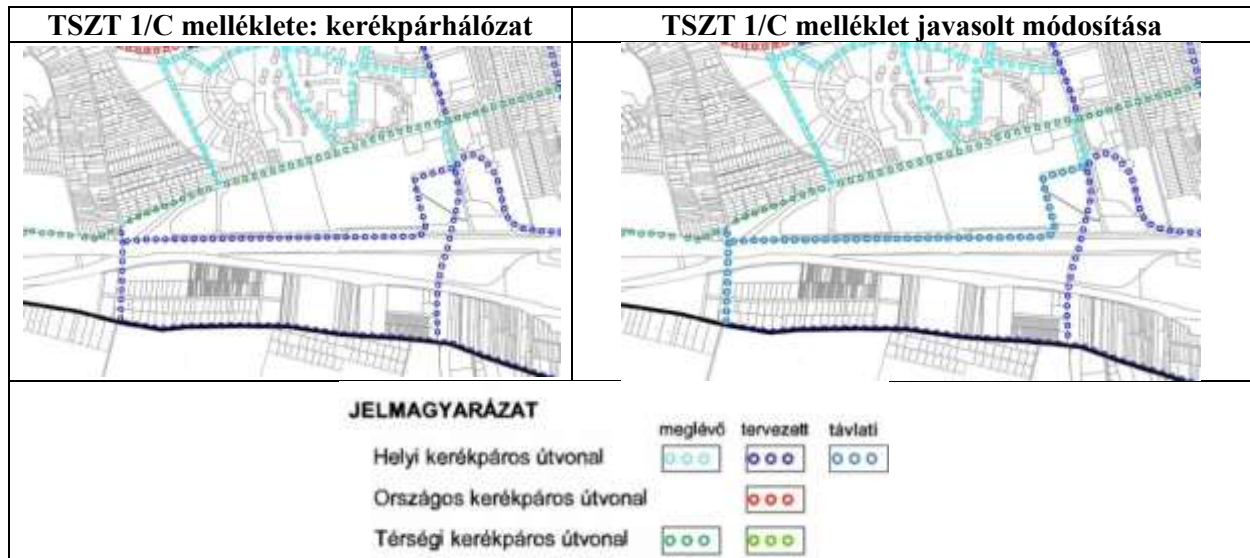 TSZT 1/C melléklete: kerékpárhálózat
TSZT 1/C melléklet javasolt módosítása
JELMAGYARÁZAT
meglévő tervezett távlati
Helyi kerékpáros útvonal
Országos kerékpáros útvonal
Térségi kerékpáros útvonal